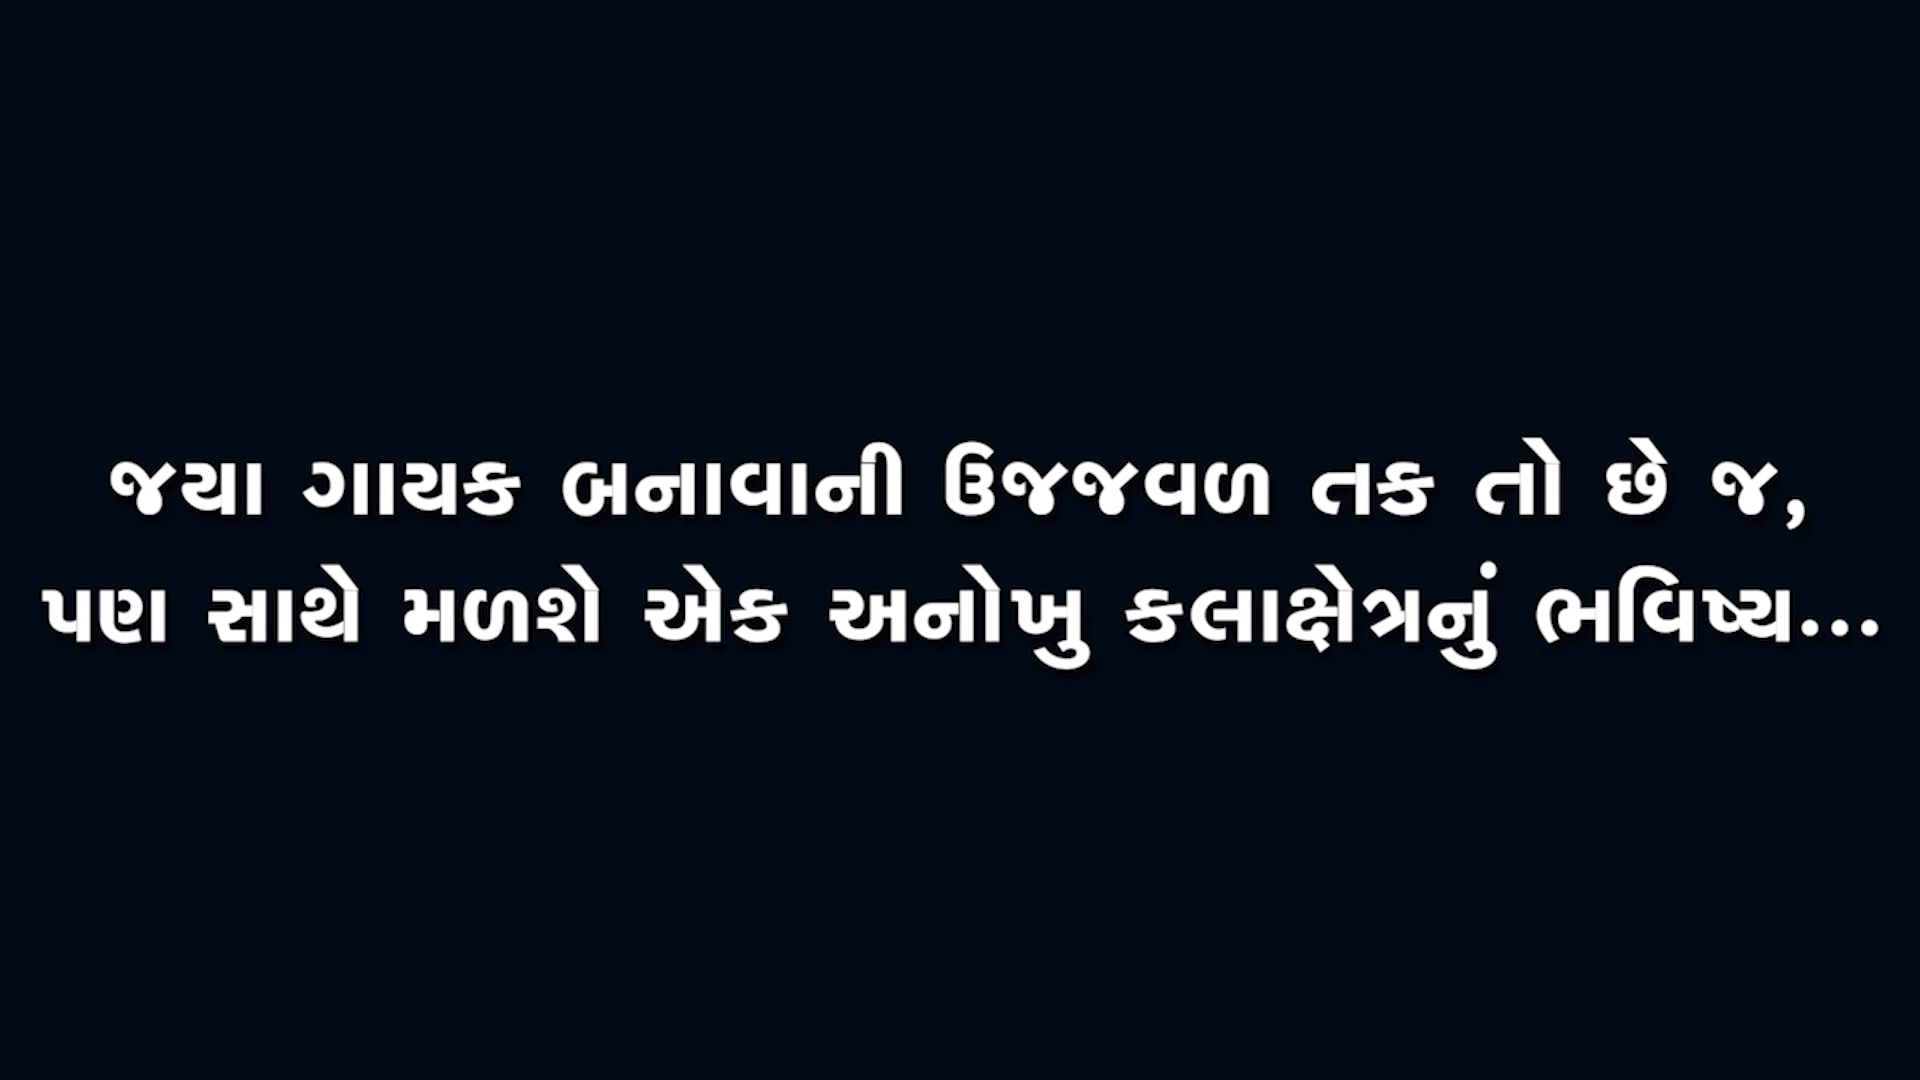 જયા ગાયક બનાવાની ઉજજવળ તક તો છે જ,
પણ સાથે મળશે એક અનોખુ કલાક્ષેત્રનું ભવિષ્ય...